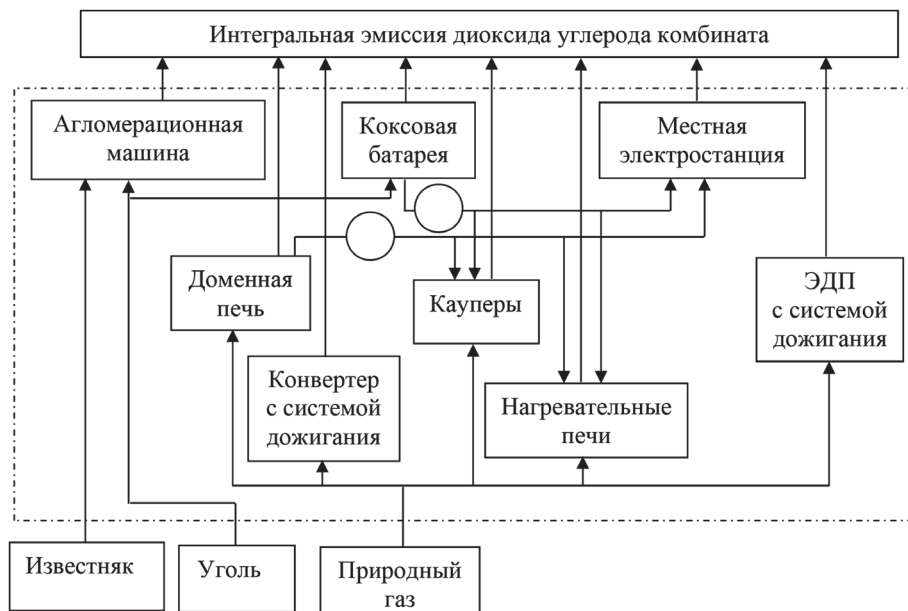 Интегральная эмиссия диоксида углерода комбината
Агломерационная
машина
Коксовая
батарея
Местная
электростанция
Доменная
печь
Кауперы
ЭДП
с системой
дожигания
Конвертер
с системой
дожигания
Нагревательные
печи
Известняк
Уголь
Природный
газ